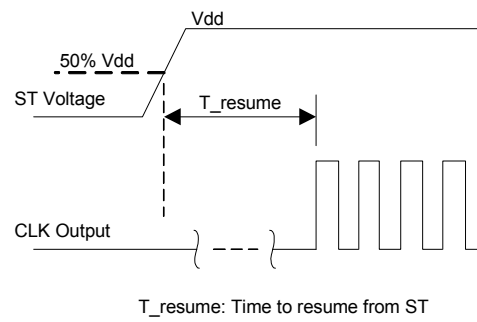 Vdd
50% Vdd
ST Voltage
T_resume
CLK Output
T_resume: Time to resume from ST